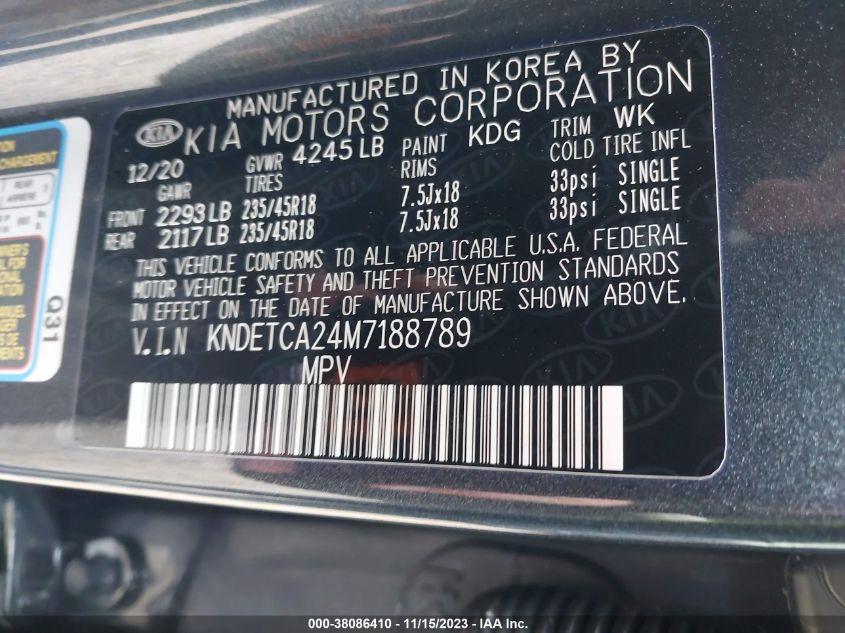 MANUFACTURED IN KOREA BY
KIA KIA MOTORS CORPORATION
12/20 GVWR 4245 LB PAINT KDG TRIM WK
GAWR TIRES RIMS COLD TIRE INFL
FRONT 2293 LB 235/45R18 7.5Jx18 33psi SINGLE
REAR 2117 LB 235/45R18 7.5Jx18 33psi SINGLE
THIS VEHICLE CONFORMS TO ALL APPLICABLE U.S.A. FEDERAL
MOTOR VEHICLE SAFETY AND THEFT PREVENTION STANDARDS
IN EFFECT ON THE DATE OF MANUFACTURE SHOWN ABOVE.
V.I.N KNDETCA24M7188789
MPV
REAR
Q31
000-38086410 - 11/15/2023 - IAA Inc.